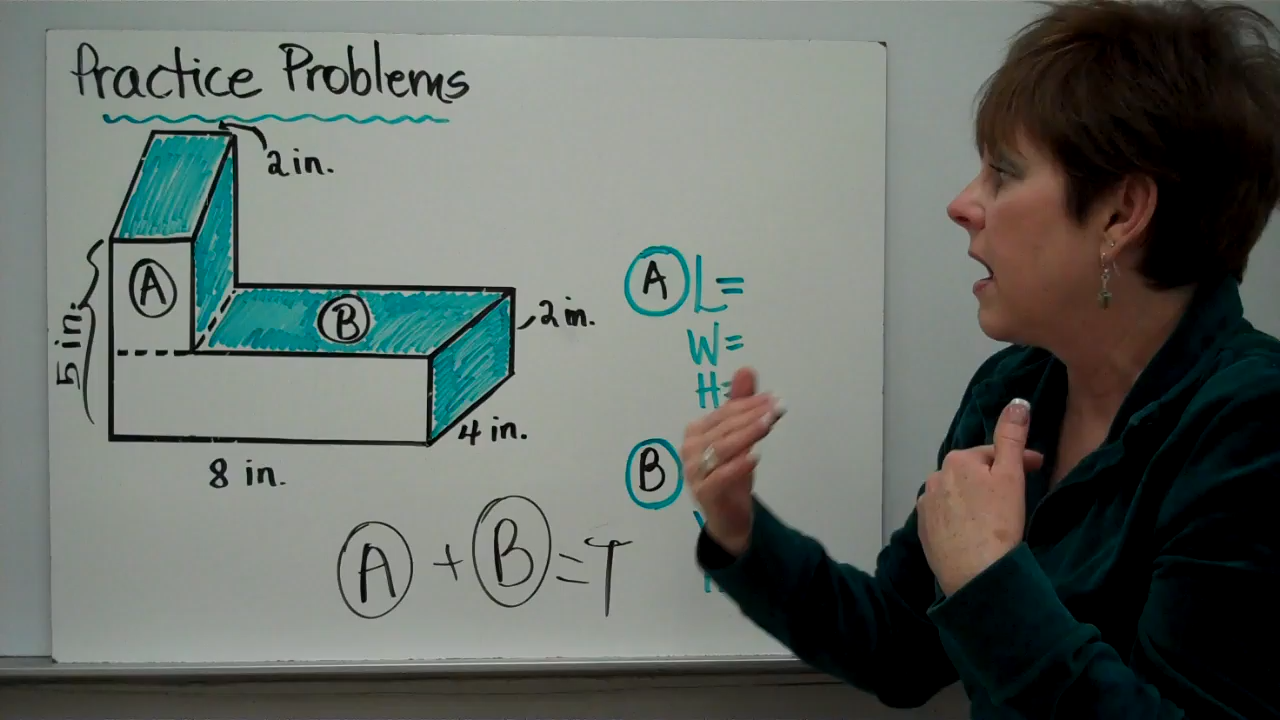 Practice Problems
2 in.
A
B
5 in.
2 in.
4 in.
8 in.
A + B = T
A L=
W=
H=
B